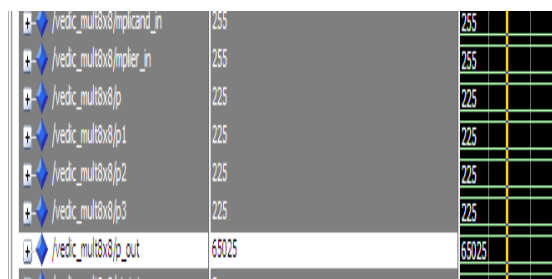 /vedic_mult8x8/mplicand_in 255 255
/vedic_mult8x8/mplier_in 255 255
/vedic_mult8x8/p 225 225
/vedic_mult8x8/p1 225 225
/vedic_mult8x8/p2 225 225
/vedic_mult8x8/p3 225 225
/vedic_mult8x8/p_out 65025 65025